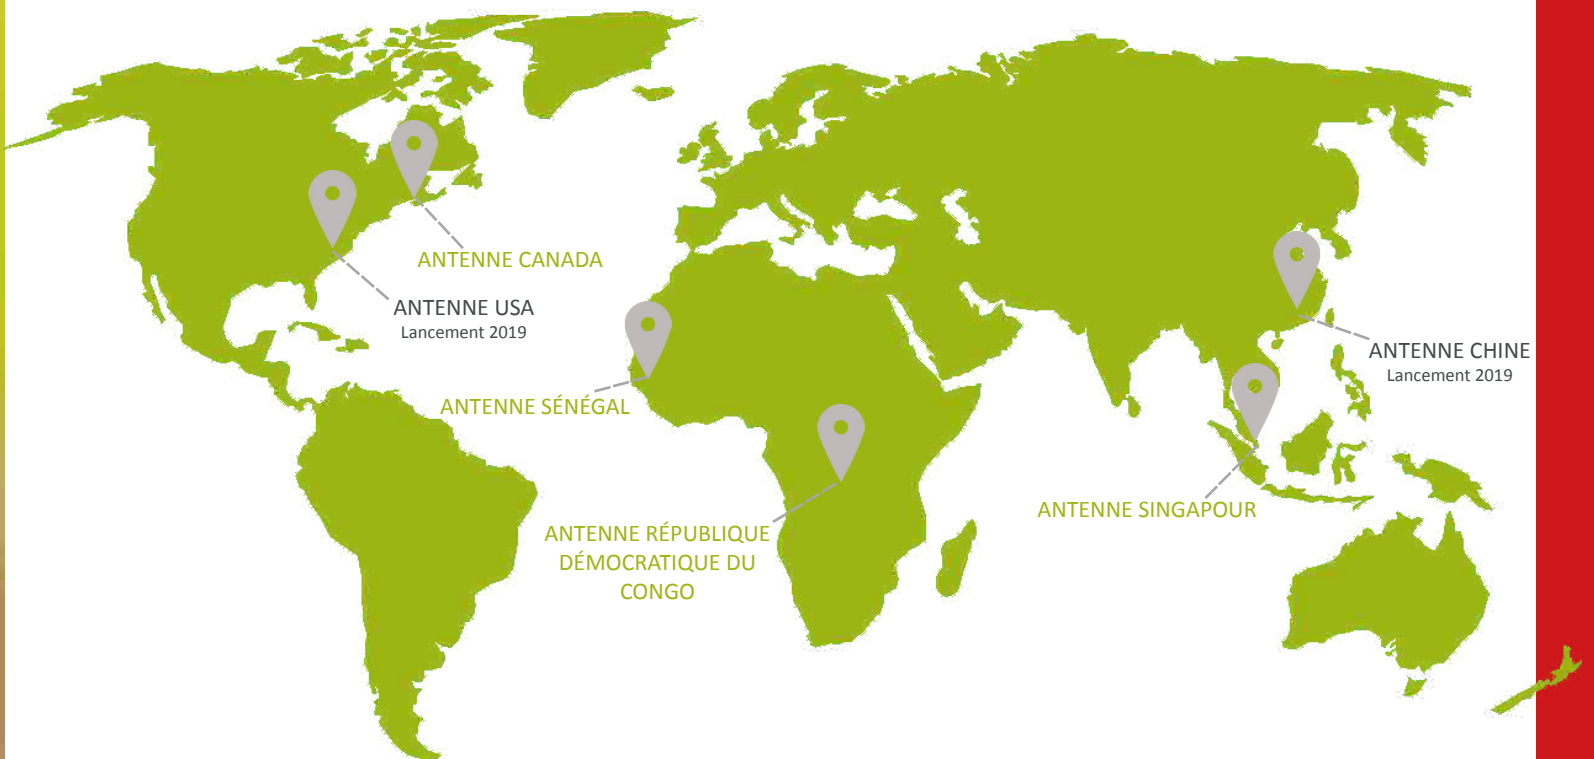 ANTENNE CANADA
ANTENNE USA
Lancement 2019
ANTENNE CHINE
Lancement 2019
ANTENNE SÉNÉGAL
ANTENNE SINGAPOUR
ANTENNE RÉPUBLIQUE
DÉMOCRATIQUE DU
CONGO